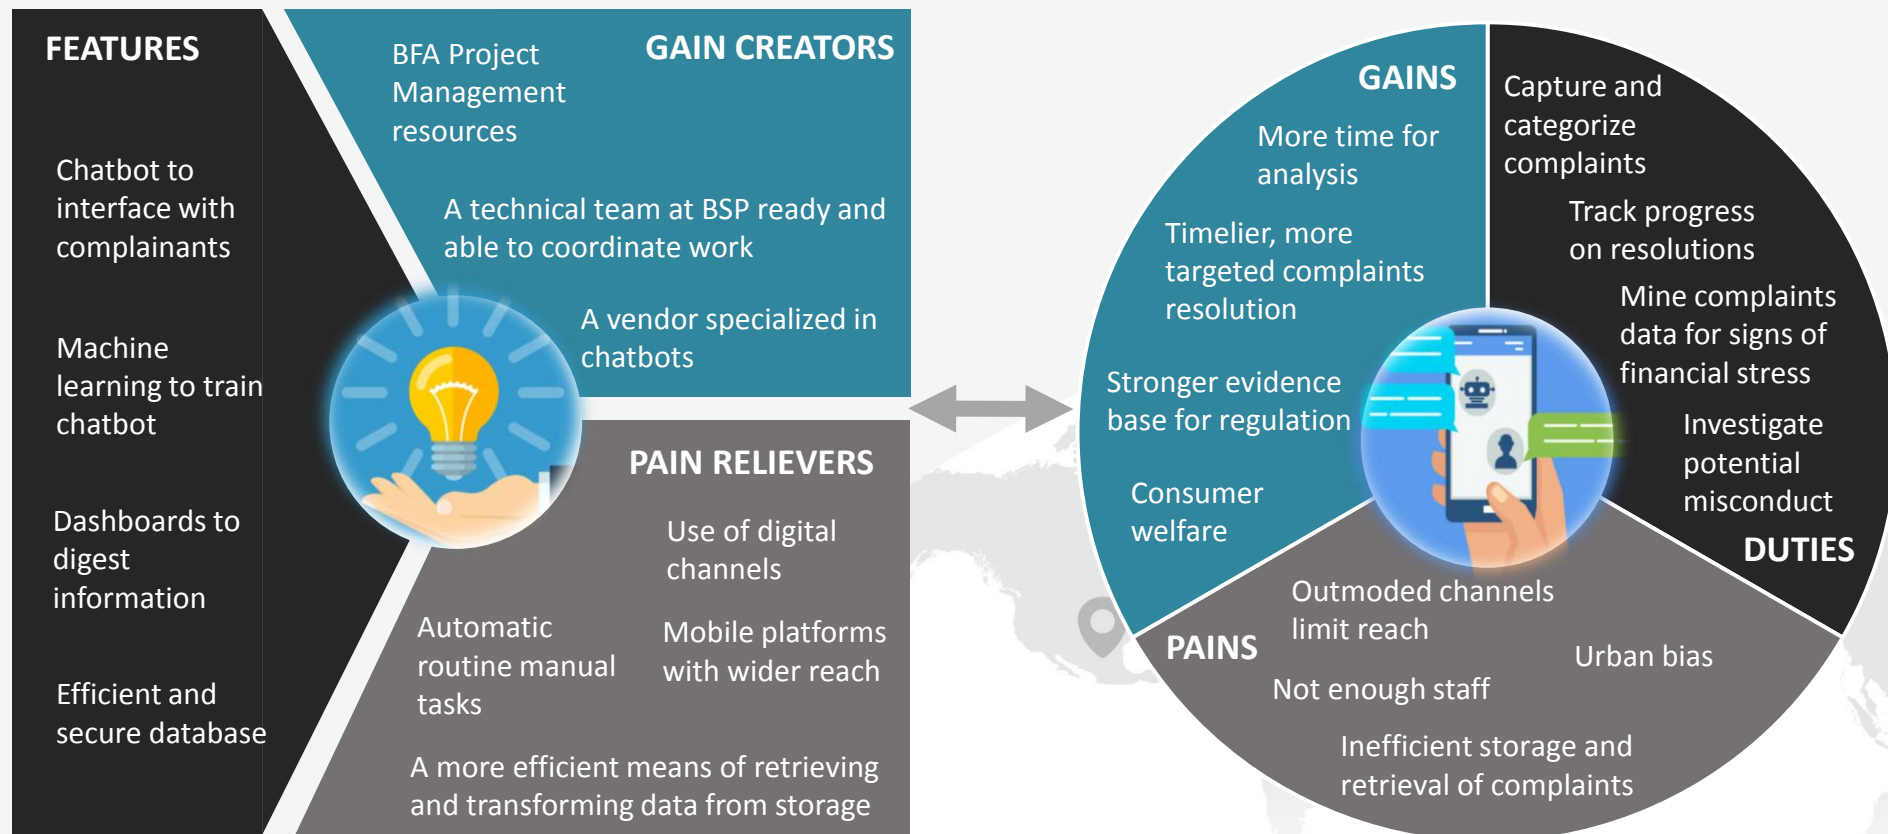 FEATURES
Chatbot to
interface with
complainants
Machine
learning to train
chatbot
Dashboards to
digest
information
Efficient and
secure database
GAIN CREATORS
BFA Project
Management
resources
A technical team at BSP ready and
able to coordinate work
A vendor specialized in
chatbots
PAIN RELIEVERS
Use of digital
channels
Automatic
routine manual
tasks
Mobile platforms
with wider reach
A more efficient means of retrieving
and transforming data from storage
GAINS
More time for
analysis
Timelier, more
targeted complaints
resolution
Stronger evidence
base for regulation
Consumer
welfare
Capture and
categorize
complaints
Track progress
on resolutions
Mine complaints
data for signs of
financial stress
Investigate
potential
misconduct
DUTIES
PAINS
Outmoded channels
limit reach
Urban bias
Not enough staff
Inefficient storage and
retrieval of complaints